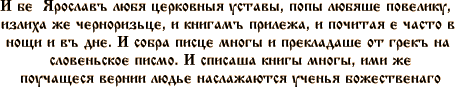 И бе Ярославъ любя церковныя уставы, попы любяше повелику,
излиха же черноризьце, и книгамъ прилежа, и почитая е часто в
нощи и въ дне. И собра писце многы и прекладаше от грекъ на
словеньское писмо. И списаша книгы многы, ими же
поучащеся вернии людье наслажаются ученья божественаго